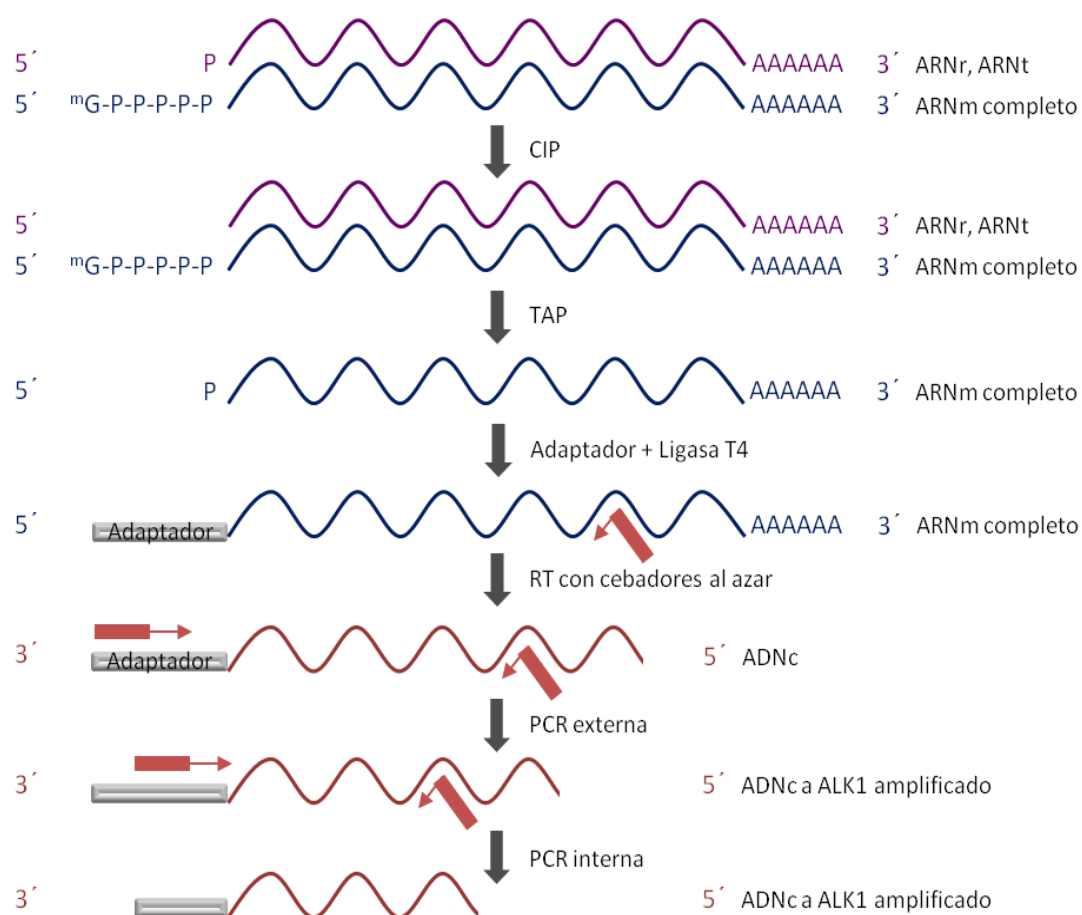 5´ P AAAAAA 3´ ARNr, ARNt
5´ mG-P-P-P-P-P AAAAAA 3´ ARNm completo
CIP
5´ AAAAAA 3´ ARNr, ARNt
5´ mG-P-P-P-P-P AAAAAA 3´ ARNm completo
TAP
5´ P AAAAAA 3´ ARNm completo
Adaptador + Ligasa T4
5´ Adaptador AAAAAA 3´ ARNm completo
RT con cebadores al azar
3´ Adaptador 5´ ADNc
PCR externa
3´ 5´ ADNc a ALK1 amplificado
PCR interna
3´ 5´ ADNc a ALK1 amplificado